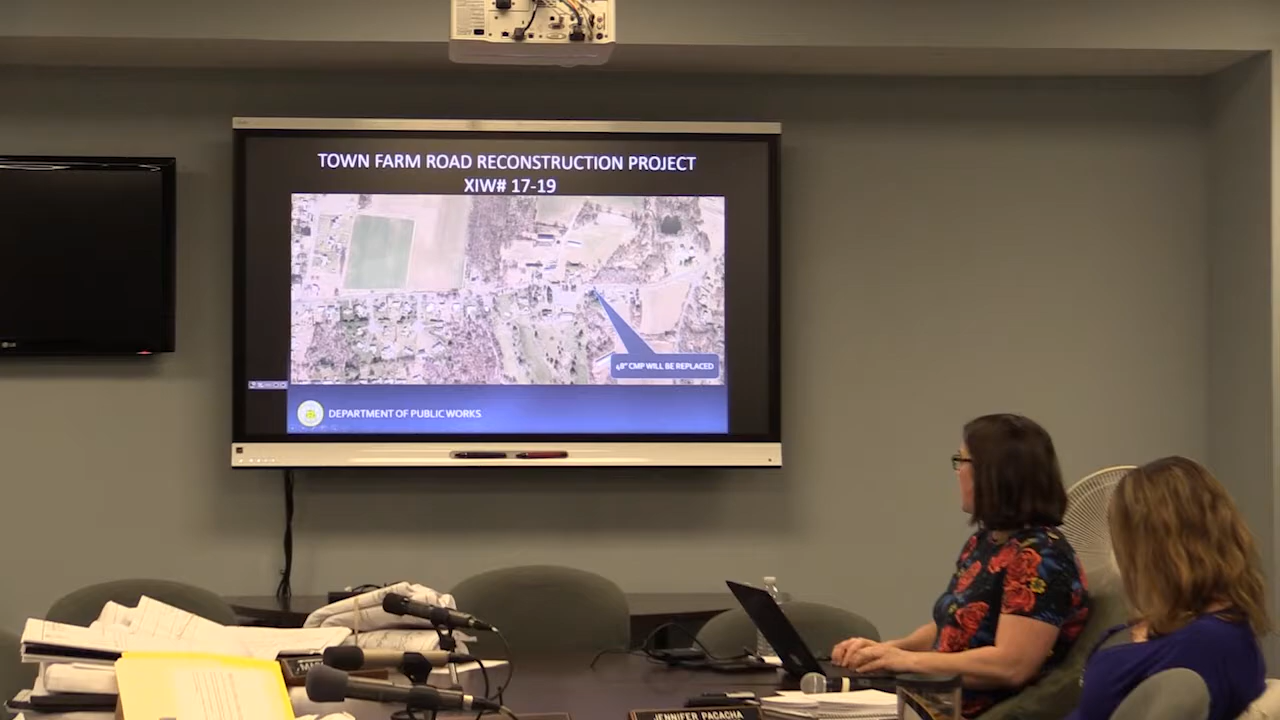 TOWN FARM ROAD RECONSTRUCTION PROJECT
XIW# 17-19
48" CMP WILL BE REPLACED
DEPARTMENT OF PUBLIC WORKS
LG
JENNIFER PAGACHA